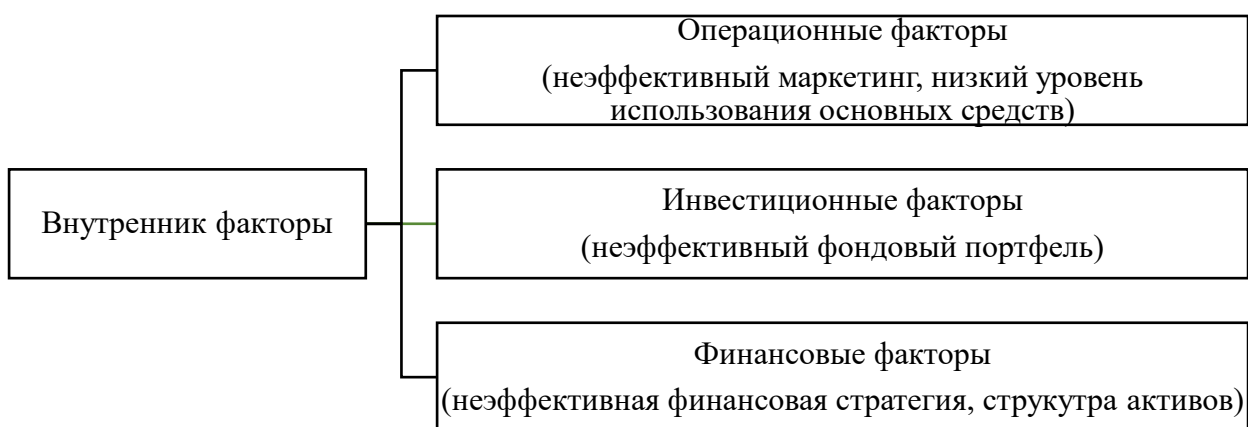 Операционные факторы
(неэффективный маркетинг, низкий уровень
использования основных средств)
Внутренник факторы
Инвестиционные факторы
(неэффективный фондовый портфель)
Финансовые факторы
(неэффективная финансовая стратегия, струкутра активов)